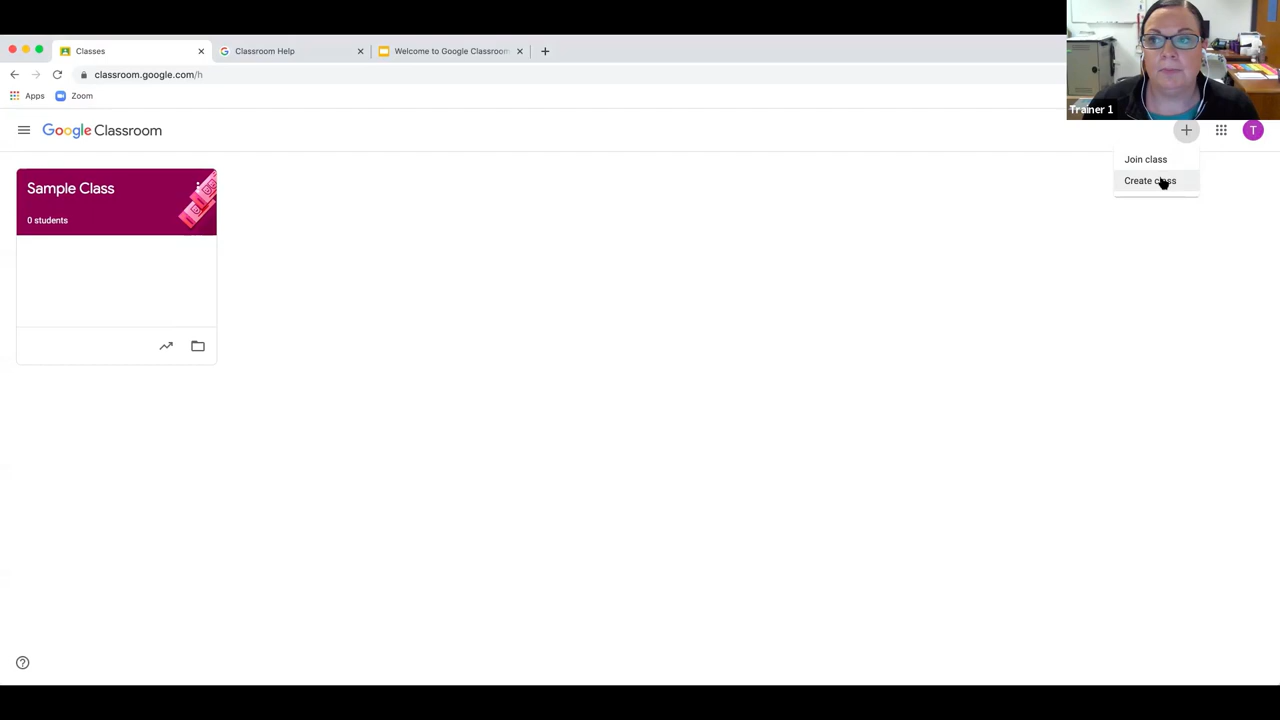 Classes
Classroom Help
Welcome to Google Classroom
classroom.google.com/h
Apps
Zoom
Trainer 1
Google Classroom
T
Join class
Create class
Sample Class
0 students